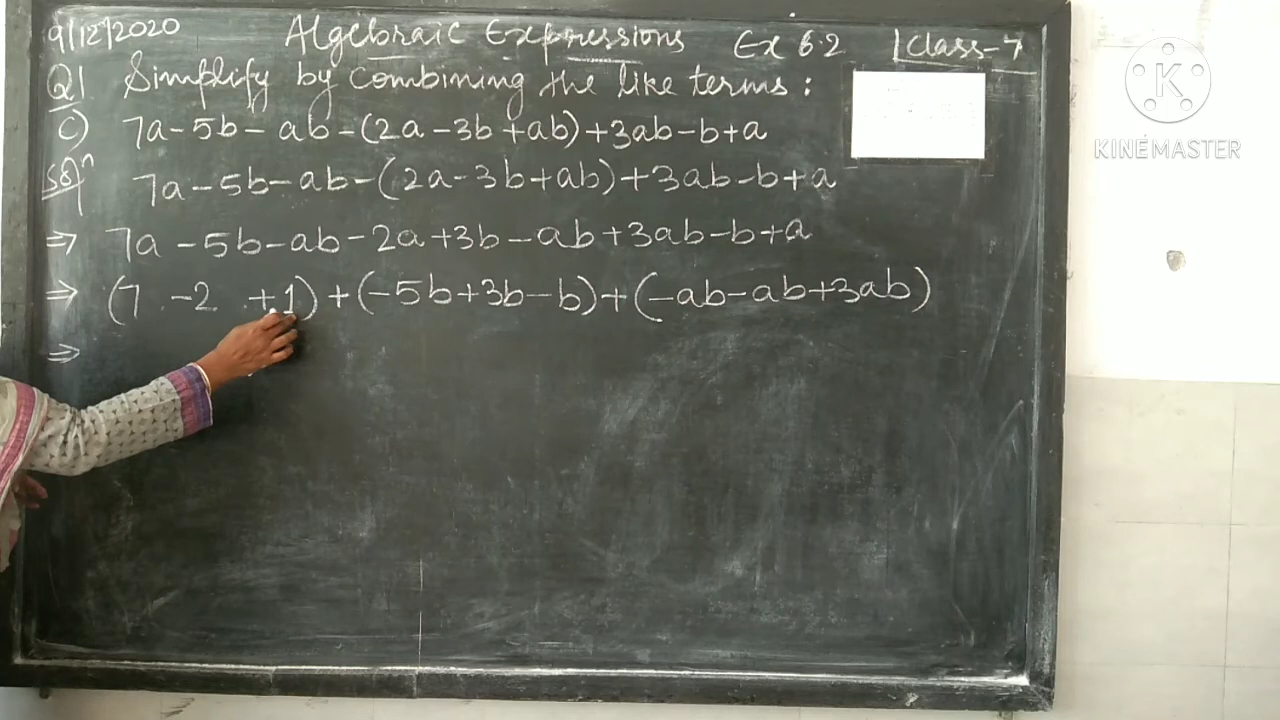 9/12/2020 Algebraic Expressions Ex 6.2 Class-7
Q1 Simplify by combining the like terms :
c) 7a-5b-ab-(2a-3b+ab)+3ab-b+a
Solⁿ 7a-5b-ab-(2a-3b+ab)+3ab-b+a
⇒ 7a-5b-ab-2a+3b-ab+3ab-b+a
⇒ (7 -2 +1)+(-5b+3b-b)+(-ab-ab+3ab)
⇒
K
KINEMASTER